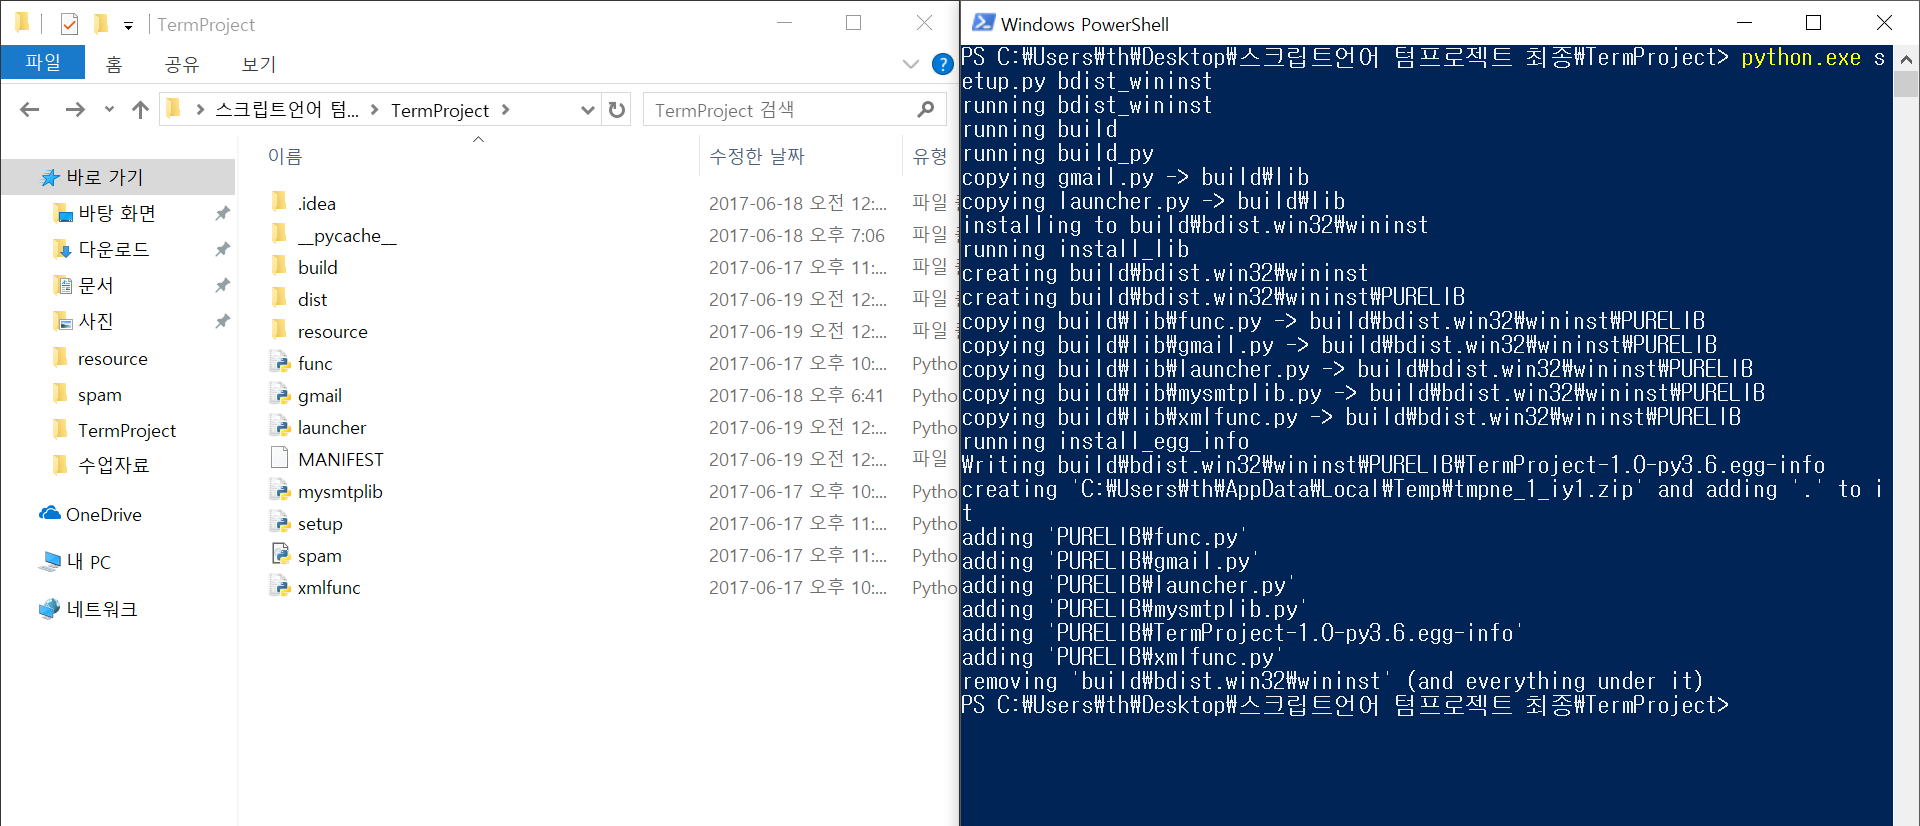 TermProject
파일 홈 공유 보기
스크립트언어 텀... TermProject
TermProject 검색
이름 수정한 날짜 유형
바로 가기
바탕 화면
다운로드
문서
사진
resource
spam
TermProject
수업자료
OneDrive
내 PC
네트워크
.idea 2017-06-18 오전 12:... 파일
__pycache__ 2017-06-18 오후 7:06 파일
build 2017-06-17 오후 11:... 파일
dist 2017-06-19 오전 12:... 파일
resource 2017-06-19 오전 12:... 파일
func 2017-06-17 오후 10:... Pytho
gmail 2017-06-18 오후 6:41 Pytho
launcher 2017-06-19 오전 12:... Pytho
MANIFEST 2017-06-19 오전 12:... 파일
mysmtplib 2017-06-17 오후 10:... Pytho
setup 2017-06-17 오후 11:... Pytho
spam 2017-06-17 오후 11:... Pytho
xmlfunc 2017-06-17 오후 10:... Pytho
Windows PowerShell
PS C:₩Users₩th₩Desktop₩스크립트언어 텀프로젝트 최종₩TermProject> python.exe s
etup.py bdist_wininst
running bdist_wininst
running build
running build_py
copying gmail.py -> build₩lib
copying launcher.py -> build₩lib
installing to build₩bdist.win32₩wininst
running install_lib
creating build₩bdist.win32₩wininst
creating build₩bdist.win32₩wininst₩PURELIB
copying build₩lib₩func.py -> build₩bdist.win32₩wininst₩PURELIB
copying build₩lib₩gmail.py -> build₩bdist.win32₩wininst₩PURELIB
copying build₩lib₩launcher.py -> build₩bdist.win32₩wininst₩PURELIB
copying build₩lib₩mysmtplib.py -> build₩bdist.win32₩wininst₩PURELIB
copying build₩lib₩xmlfunc.py -> build₩bdist.win32₩wininst₩PURELIB
running install_egg_info
Writing build₩bdist.win32₩wininst₩PURELIB₩TermProject-1.0-py3.6.egg-info
creating 'C:₩Users₩th₩AppData₩Local₩Temp₩tmpne_1_iy1.zip' and adding '.' to i
t
adding 'PURELIB₩func.py'
adding 'PURELIB₩gmail.py'
adding 'PURELIB₩launcher.py'
adding 'PURELIB₩mysmtplib.py'
adding 'PURELIB₩TermProject-1.0-py3.6.egg-info'
adding 'PURELIB₩xmlfunc.py'
removing 'build₩bdist.win32₩wininst' (and everything under it)
PS C:₩Users₩th₩Desktop₩스크립트언어 텀프로젝트 최종₩TermProject>